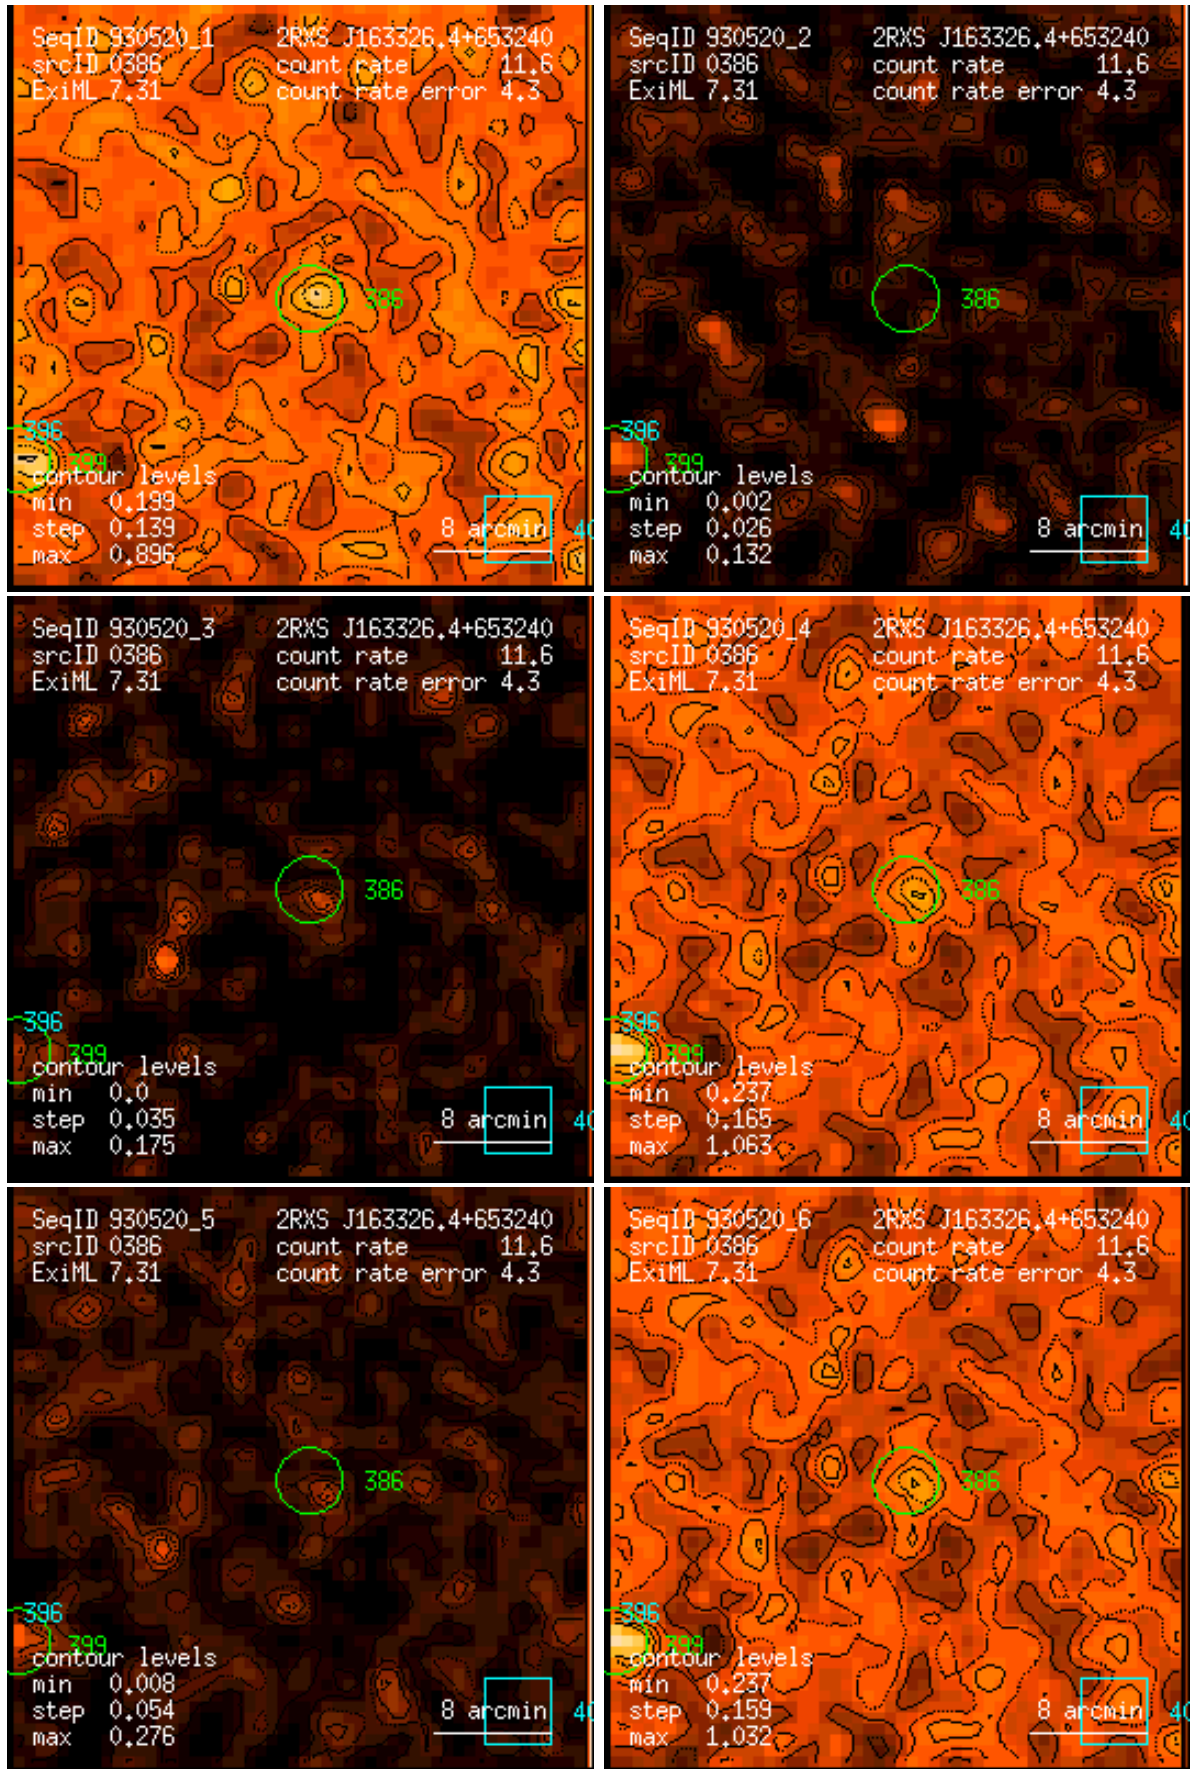 SeqID 930520_1 2RXS J163326.4+653240
srcID 0386 count rate 11.6
ExiML 7.31 count rate error 4.3
386
396
399
contour levels
min 0.199
step 0.139 8 arcmin 40
max 0.896
SeqID 930520_2 2RXS J163326.4+653240
srcID 0386 count rate 11.6
ExiML 7.31 count rate error 4.3
386
396
399
contour levels
min 0.002
step 0.026 8 arcmin 40
max 0.132
SeqID 930520_3 2RXS J163326.4+653240
srcID 0386 count rate 11.6
ExiML 7.31 count rate error 4.3
386
396
399
contour levels
min 0.0
step 0.035 8 arcmin 40
max 0.175
SeqID 930520_4 2RXS J163326.4+653240
srcID 0386 count rate 11.6
ExiML 7.31 count rate error 4.3
386
396
399
contour levels
min 0.237
step 0.165 8 arcmin 40
max 1.063
SeqID 930520_5 2RXS J163326.4+653240
srcID 0386 count rate 11.6
ExiML 7.31 count rate error 4.3
386
396
399
contour levels
min 0.008
step 0.054 8 arcmin 40
max 0.276
SeqID 930520_6 2RXS J163326.4+653240
srcID 0386 count rate 11.6
ExiML 7.31 count rate error 4.3
386
396
399
contour levels
min 0.237
step 0.159 8 arcmin 40
max 1.032